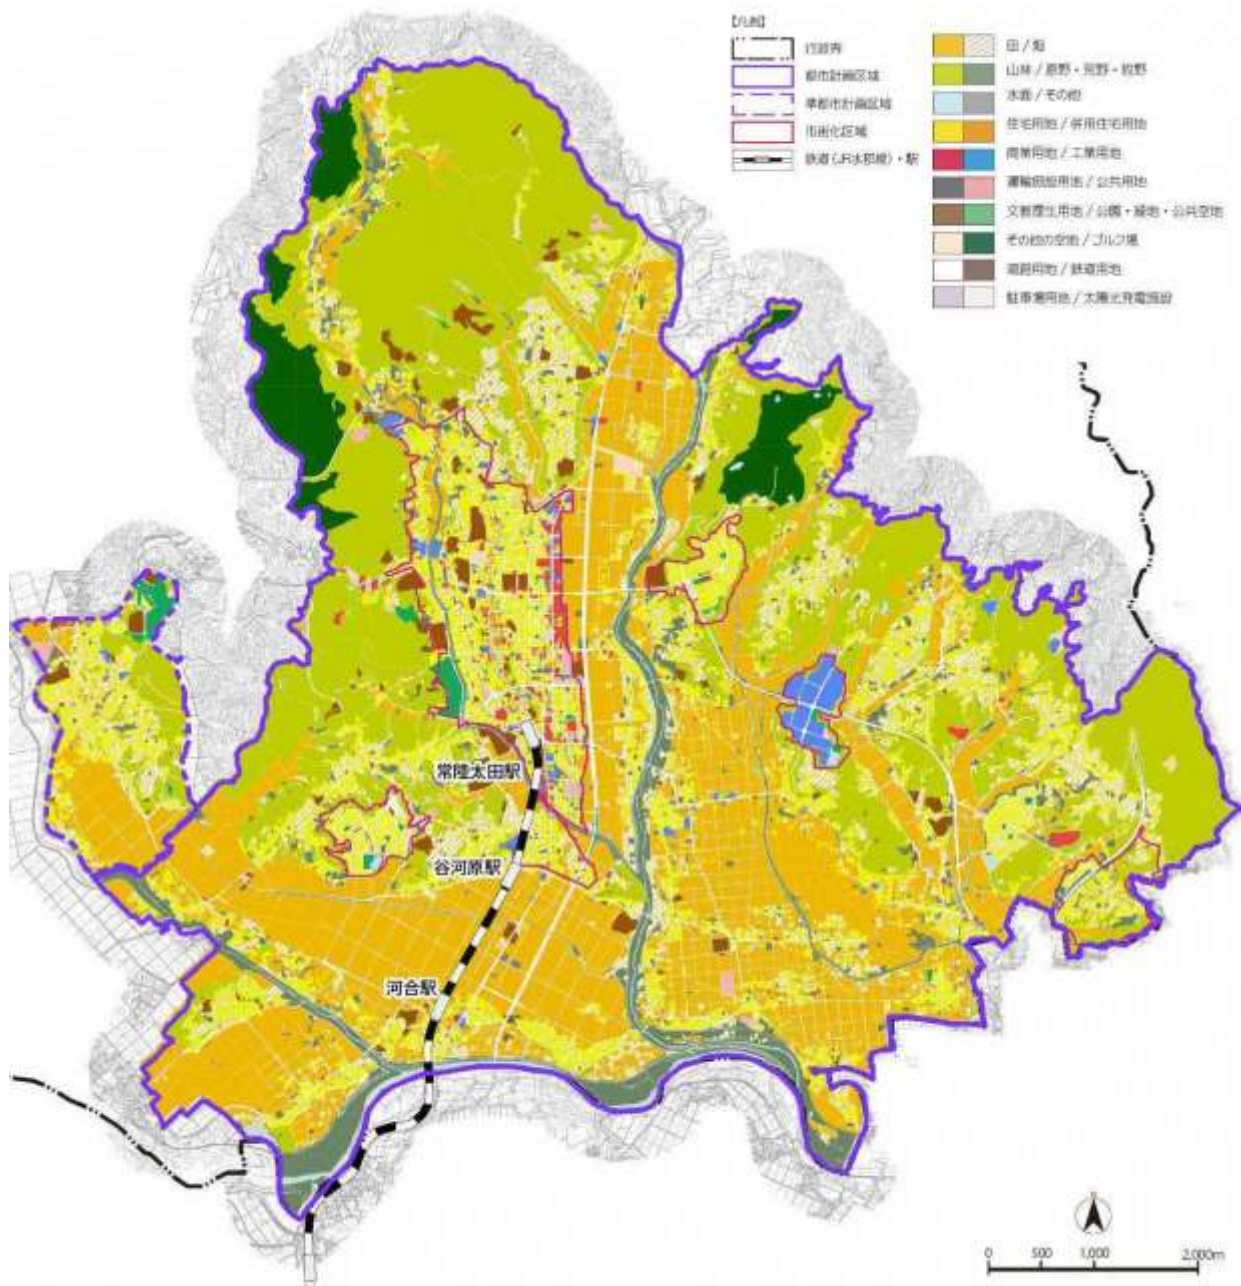 【凡例】
行政界
都市計画区域
準都市計画区域
市街化区域
鉄道(JR水郡線)・駅
田 / 畑
山林 / 原野・荒野・牧野
水面 / その他
住宅用地 / 併用住宅用地
商業用地 / 工業用地
運輸施設用地 / 公共用地
文教厚生用地 / 公園・緑地・公共空地
その他の空地 / ゴルフ場
道路用地 / 鉄道用地
駐車場用地 / 太陽光発電施設
常陸太田駅
谷河原駅
河合駅
0 500 1,000 2,000m